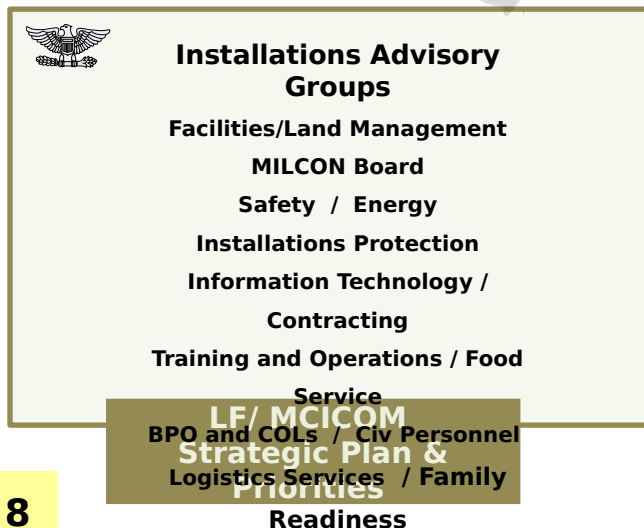 Installations Advisory
Groups
Facilities/Land Management
MILCON Board
Safety / Energy
Installations Protection
Information Technology /
Contracting
Training and Operations / Food
Service
BPO and COLs / Civ Personnel
Logistics Services / Family
Readiness
LF/ MCICOM
Strategic Plan &
Priorities
8